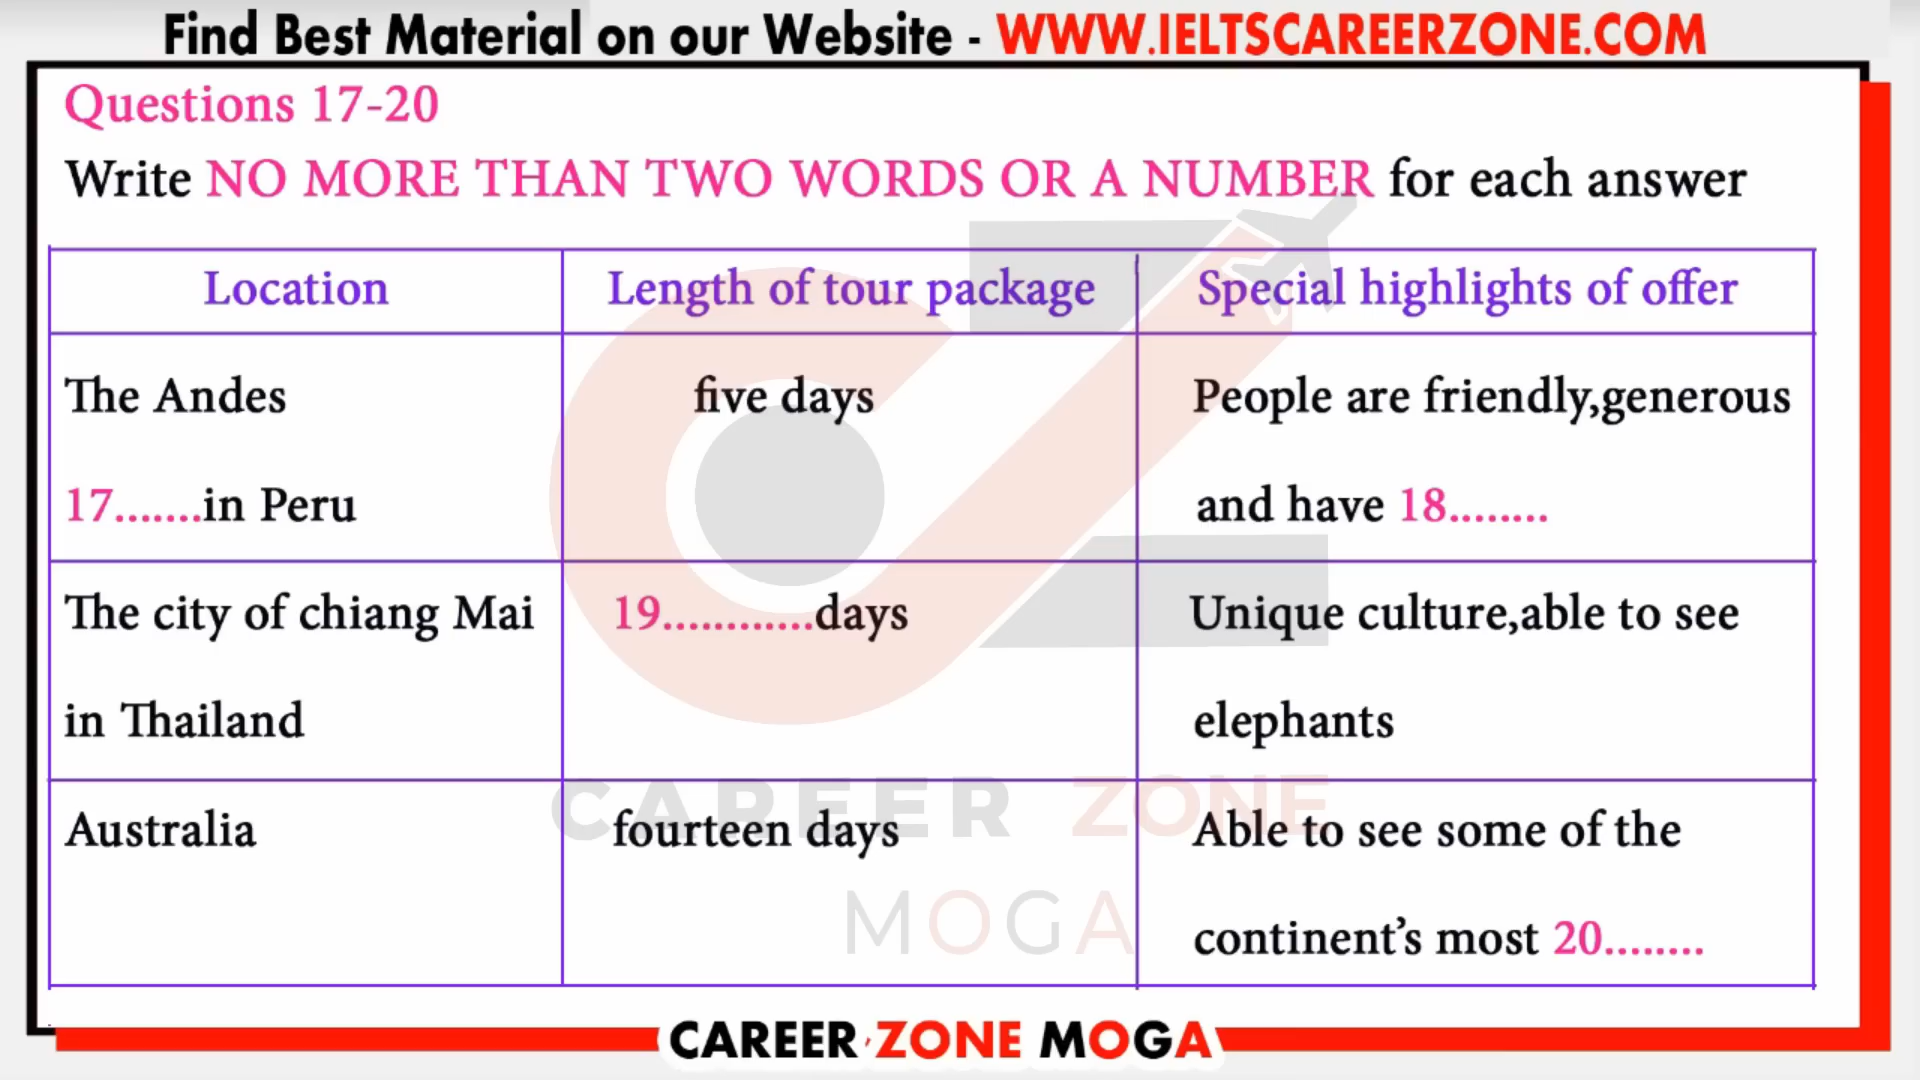 Find Best Material on our Website - WWW.IELTSCAREERZONE.COM
Questions 17-20
Write NO MORE THAN TWO WORDS OR A NUMBER for each answer
Location
Length of tour package
Special highlights of offer
The Andes
17.......in Peru
five days
People are friendly,generous
and have 18........
The city of chiang Mai
in Thailand
19............days
Unique culture,able to see
elephants
Australia
fourteen days
Able to see some of the
continent's most 20........
CAREER ZONE
MOGA
CAREER ZONE MOGA